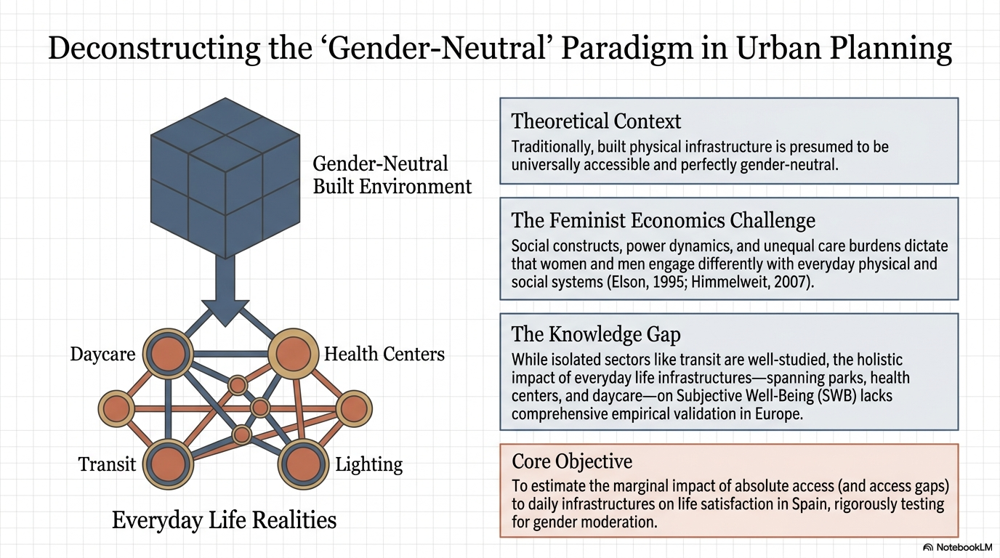 Deconstructing the ‘Gender-Neutral’ Paradigm in Urban Planning
Gender-Neutral
Built Environment
Daycare
Health Centers
Transit
Lighting
Everyday Life Realities
Theoretical Context
Traditionally, built physical infrastructure is presumed to be
universally accessible and perfectly gender-neutral.
The Feminist Economics Challenge
Social constructs, power dynamics, and unequal care burdens dictate
that women and men engage differently with everyday physical and
social systems (Elson, 1995; Himmelweit, 2007).
The Knowledge Gap
While isolated sectors like transit are well-studied, the holistic
impact of everyday life infrastructures—spanning parks, health
centers, and daycare—on Subjective Well-Being (SWB) lacks
comprehensive empirical validation in Europe.
Core Objective
To estimate the marginal impact of absolute access (and access gaps)
to daily infrastructures on life satisfaction in Spain, rigorously testing
for gender moderation.
NotebookLM